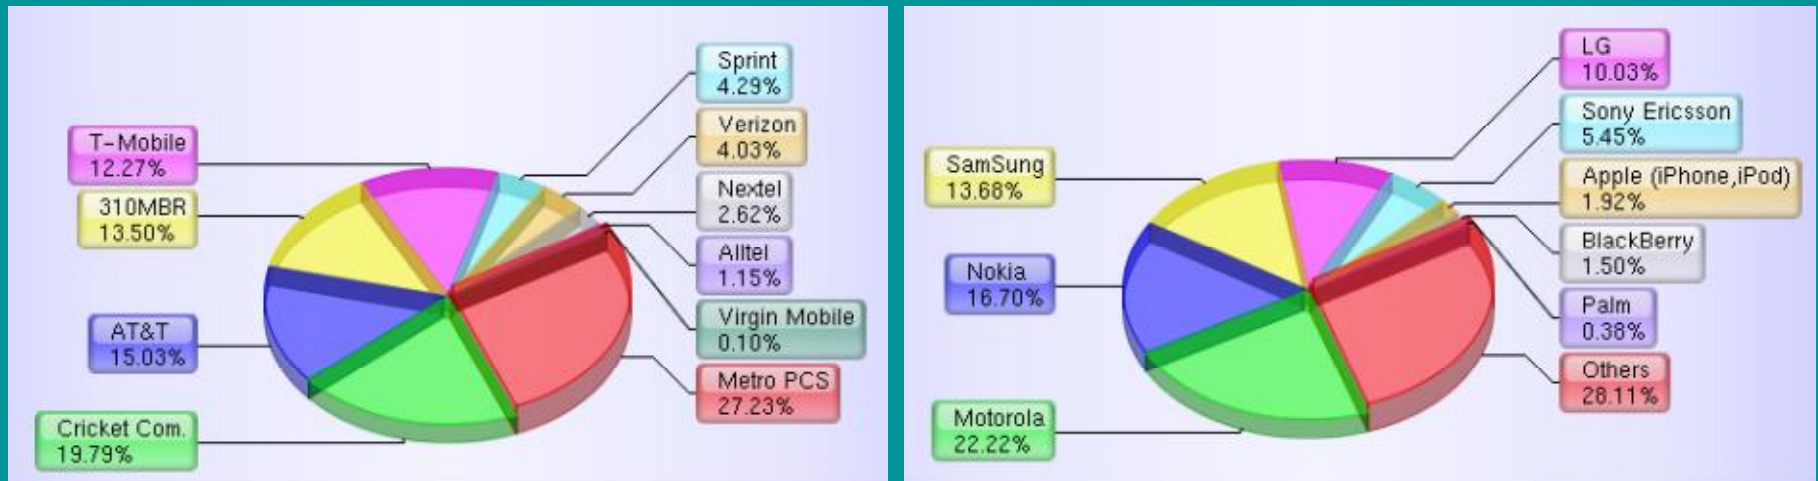 Sprint
4.29%
Verizon
4.03%
T-Mobile
12.27%
Nextel
2.62%
310MBR
13.50%
Alltel
1.15%
Virgin Mobile
0.10%
AT&T
15.03%
Metro PCS
27.23%
Cricket Com.
19.79%
LG
10.03%
Sony Ericsson
5.45%
SamSung
13.68%
Apple (iPhone,iPod)
1.92%
BlackBerry
1.50%
Nokia
16.70%
Palm
0.38%
Others
28.11%
Motorola
22.22%